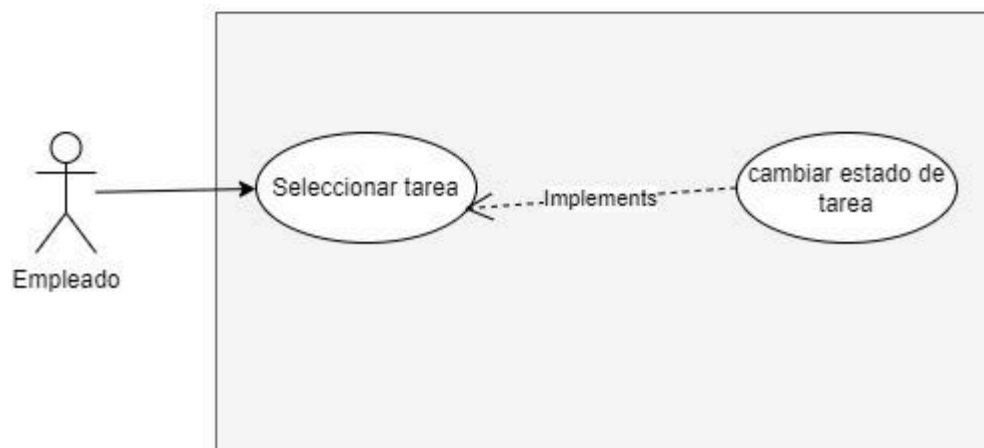 Seleccionar tarea
Implements
cambiar estado de
tarea
Empleado